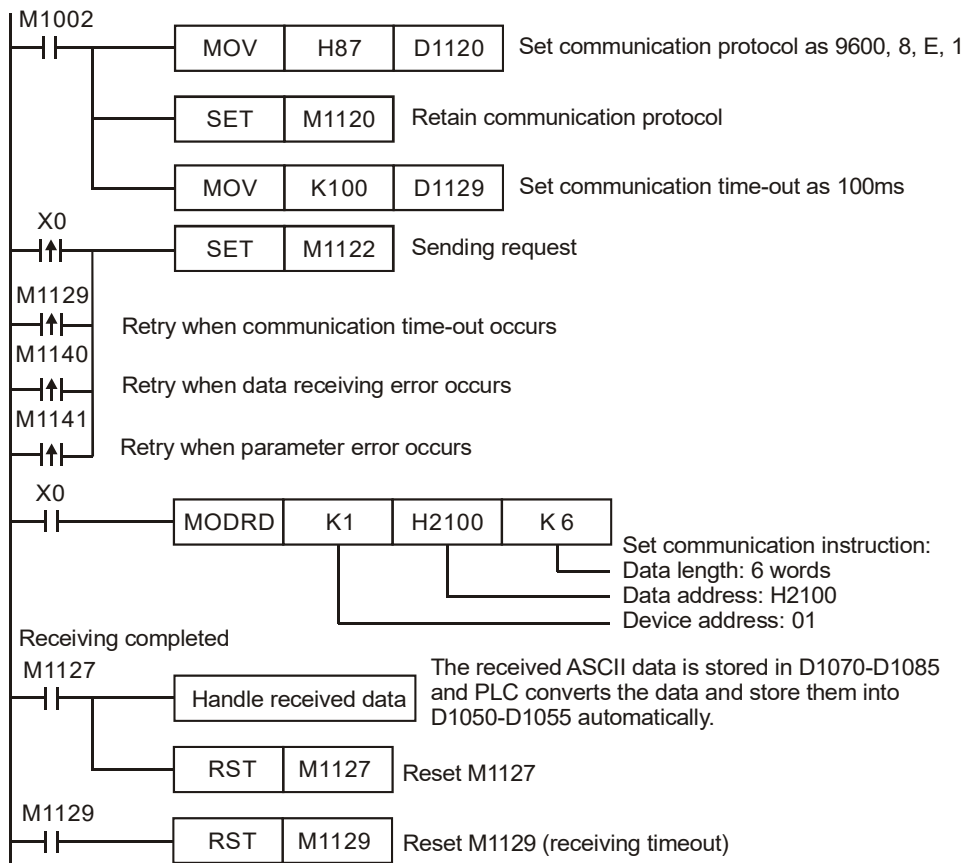 M1002
MOV H87 D1120 Set communication protocol as 9600, 8, E, 1
SET M1120 Retain communication protocol
MOV K100 D1129 Set communication time-out as 100ms
X0
SET M1122 Sending request
M1129
Retry when communication time-out occurs
M1140
Retry when data receiving error occurs
M1141
Retry when parameter error occurs
X0
MODRD K1 H2100 K 6
Set communication instruction:
Data length: 6 words
Data address: H2100
Device address: 01
Receiving completed
M1127
Handle received data
The received ASCII data is stored in D1070-D1085
and PLC converts the data and store them into
D1050-D1055 automatically.
RST M1127 Reset M1127
M1129
RST M1129 Reset M1129 (receiving timeout)